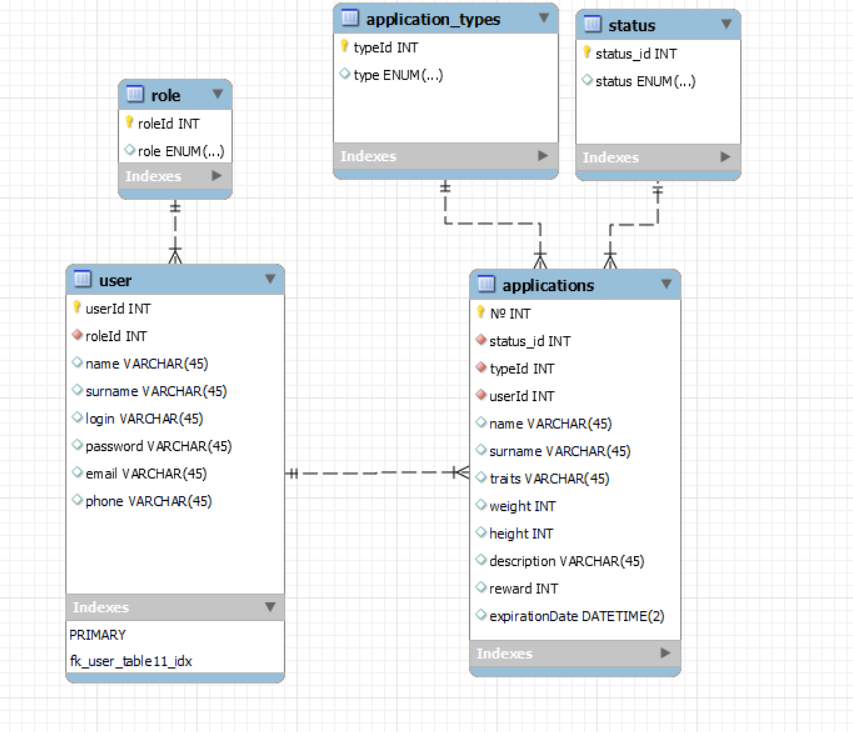 application_types
typeId INT
type ENUM(...)
Indexes
status
status_id INT
status ENUM(...)
Indexes
role
roleId INT
role ENUM(...)
Indexes
user
userId INT
roleId INT
name VARCHAR(45)
surname VARCHAR(45)
login VARCHAR(45)
password VARCHAR(45)
email VARCHAR(45)
phone VARCHAR(45)
Indexes
PRIMARY
fk_user_table11_idx
applications
№ INT
status_id INT
typeId INT
userId INT
name VARCHAR(45)
surname VARCHAR(45)
traits VARCHAR(45)
weight INT
height INT
description VARCHAR(45)
reward INT
expirationDate DATETIME(2)
Indexes